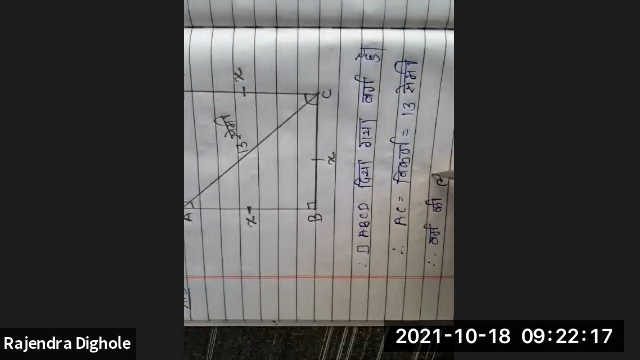 A
B
C
x
x
x
13 सेमी
∴ □ ABCD दिया गया वर्ग है।
∴ AC = विकर्ण = 13 सेमी
∴ वर्ग की
Rajendra Dighole
2021-10-18 09:22:17